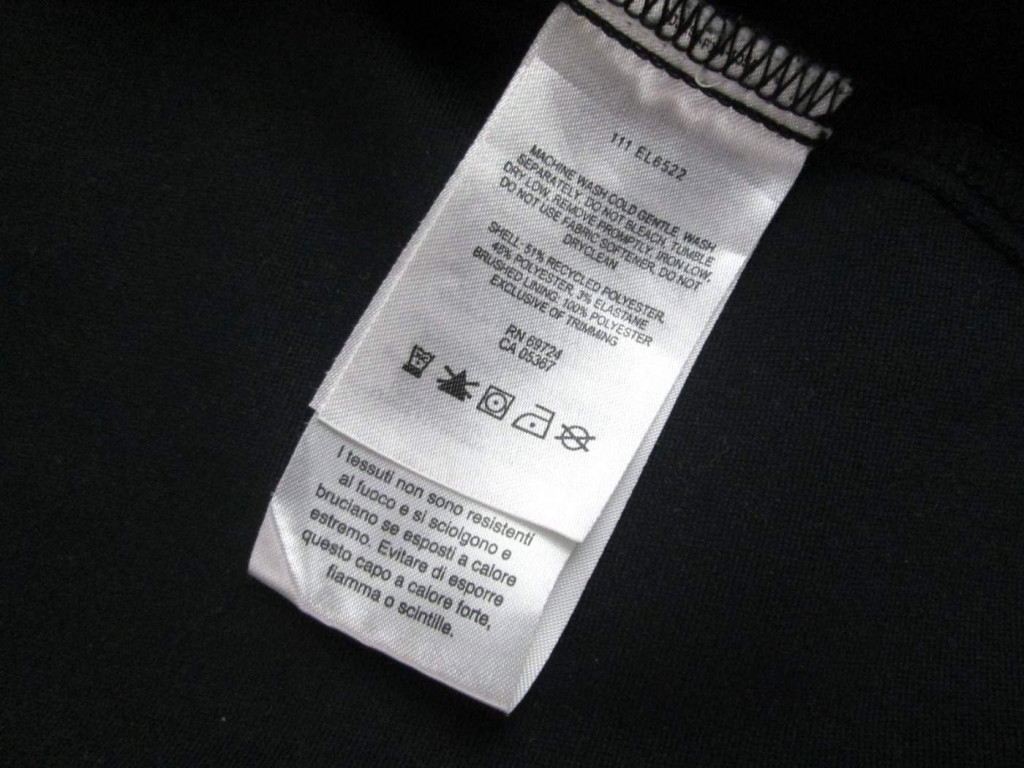 111 EL6522
MACHINE WASH COLD GENTLE. WASH
SEPARATELY. DO NOT BLEACH. TUMBLE
DRY LOW. REMOVE PROMPTLY. IRON LOW.
DO NOT USE FABRIC SOFTENER. DO NOT
DRYCLEAN.
SHELL: 51% RECYCLED POLYESTER,
46% POLYESTER, 3% ELASTANE
BRUSHED LINING: 100% POLYESTER
EXCLUSIVE OF TRIMMING
RN 69724
CA 05367
I tessuti non sono resistenti
al fuoco e si sciolgono e
bruciano se esposti a calore
estremo. Evitare di esporre
questo capo a calore forte,
fiamma o scintille.